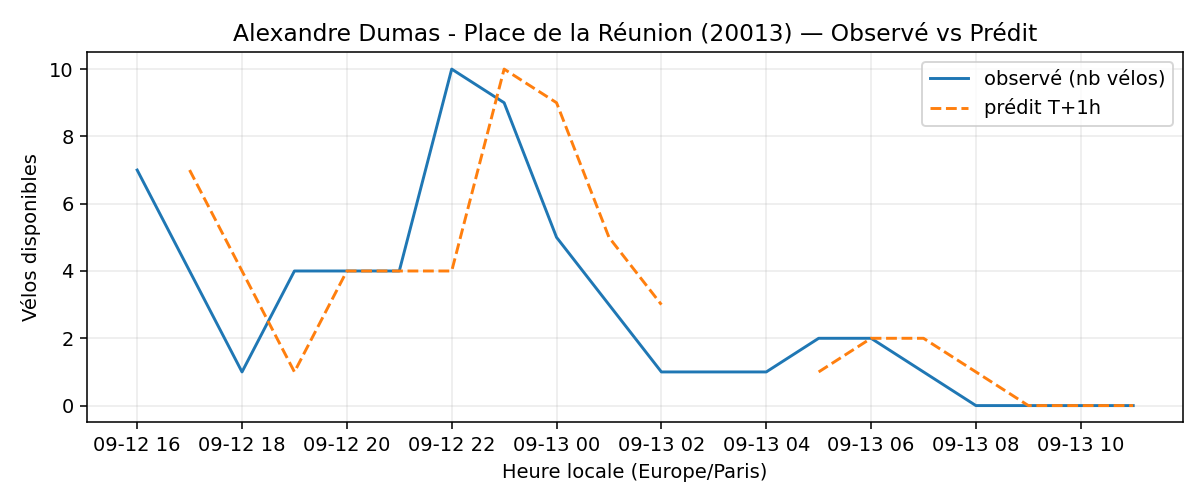 Alexandre Dumas - Place de la Réunion (20013) — Observé vs Prédit
observé (nb vélos)
prédit T+1h
Vélos disponibles
10
8
6
4
2
0
09-12 16 09-12 18 09-12 20 09-12 22 09-13 00 09-13 02 09-13 04 09-13 06 09-13 08 09-13 10
Heure locale (Europe/Paris)